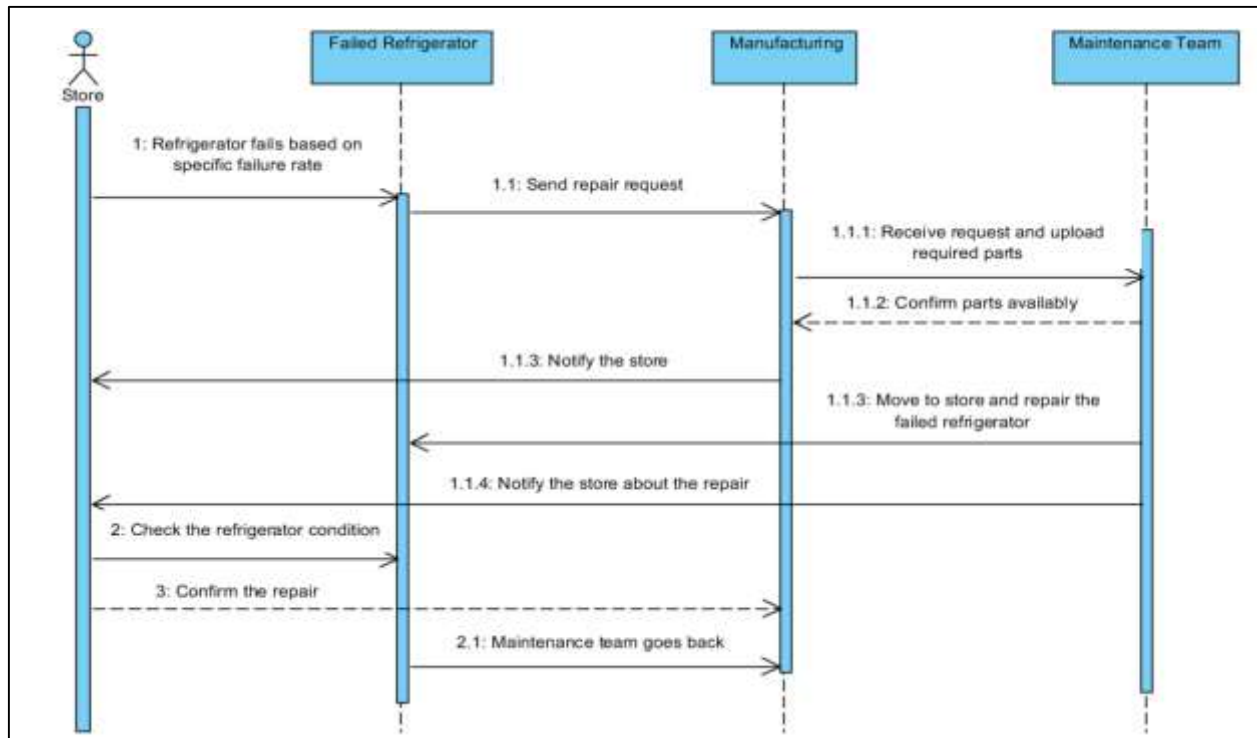 Failed Refrigerator
Manufacturing
Maintenance Team
Store
1: Refrigerator fails based on
specific failure rate
1.1: Send repair request
1.1.1: Receive request and upload
required parts
1.1.2: Confirm parts availably
1.1.3: Notify the store
1.1.3: Move to store and repair the
failed refrigerator
1.1.4: Notify the store about the repair
2: Check the refrigerator condition
3: Confirm the repair
2.1: Maintenance team goes back